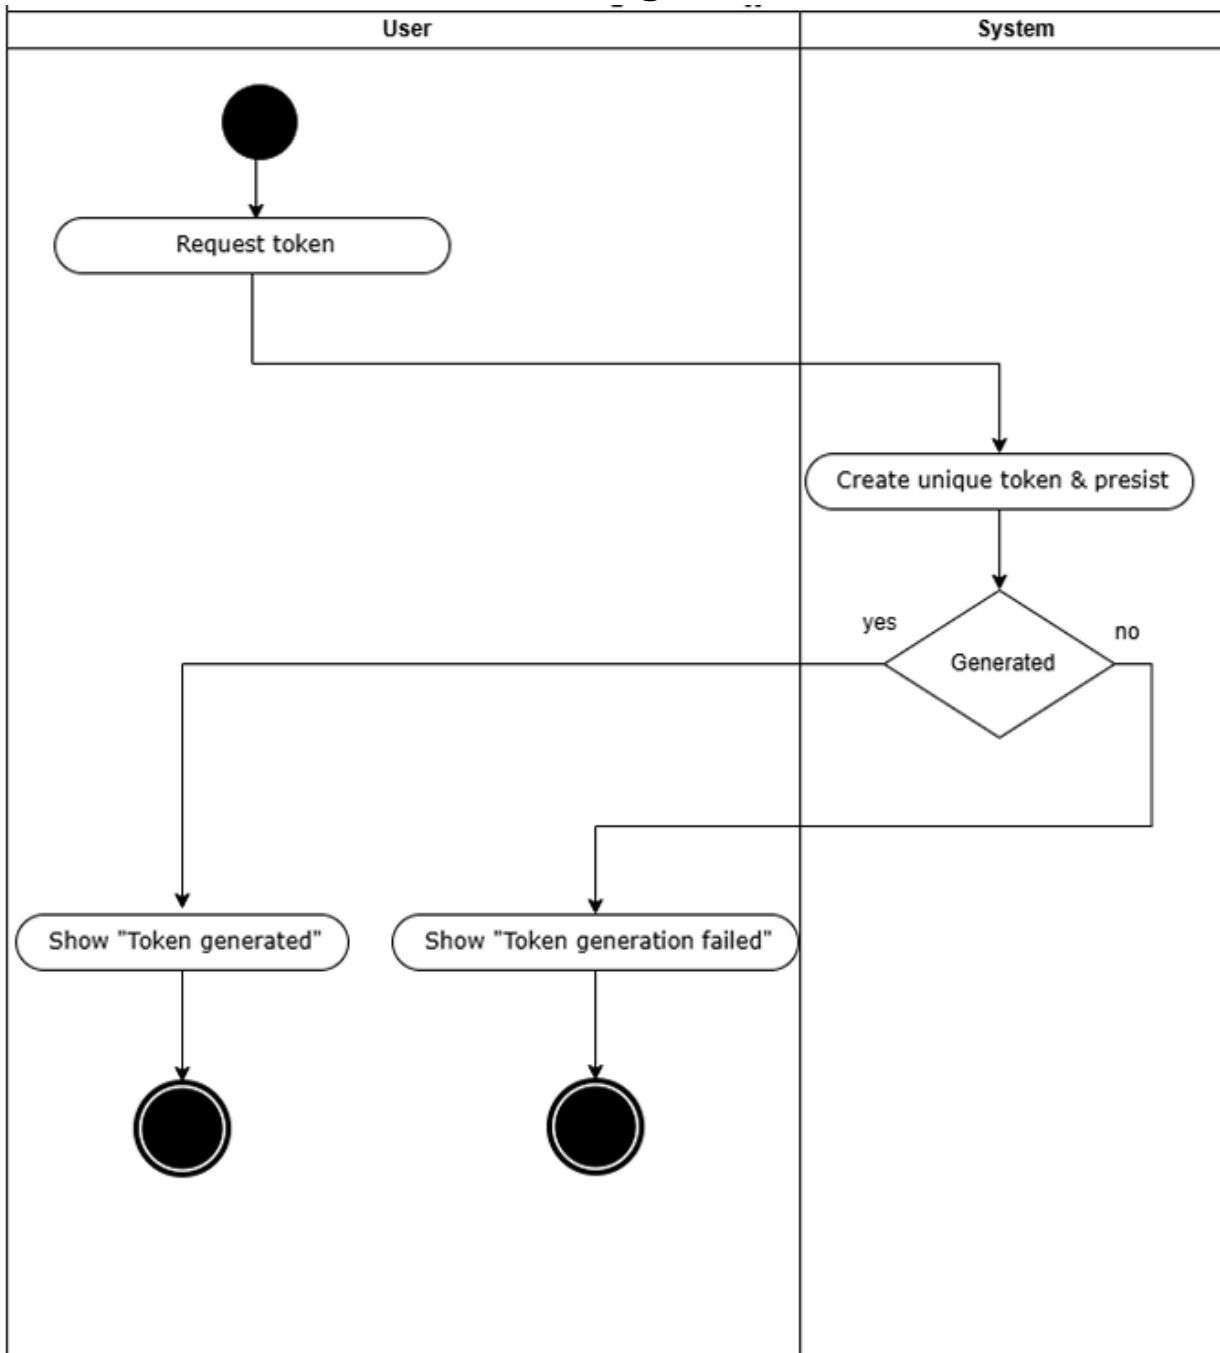 User
System
Request token
Create unique token & presist
yes
no
Generated
Show "Token generated"
Show "Token generation failed"